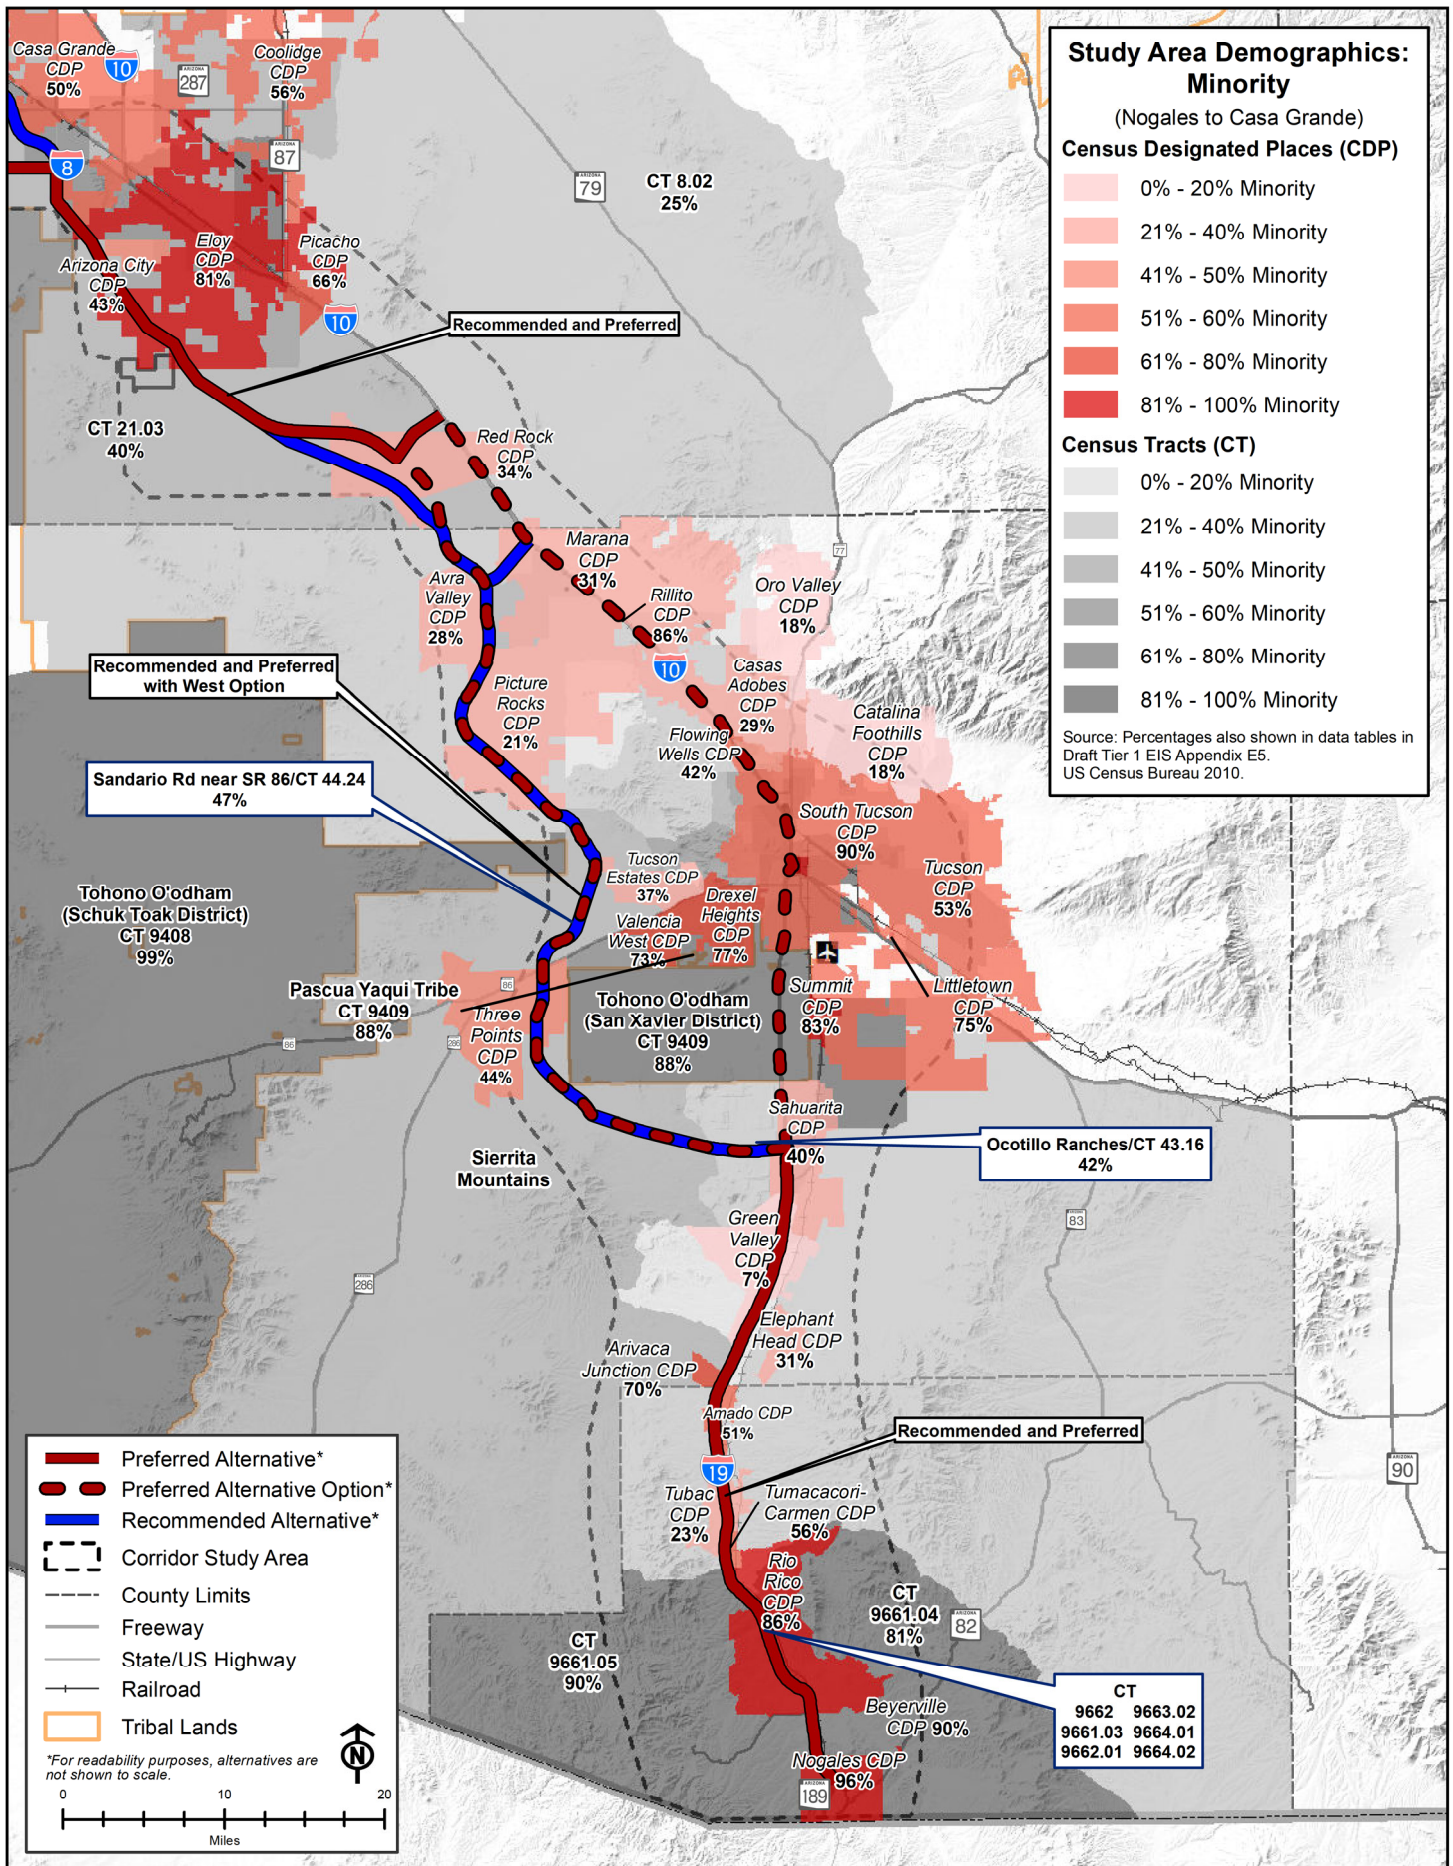 Study Area Demographics:
Minority
(Nogales to Casa Grande)
Census Designated Places (CDP)
0% - 20% Minority
21% - 40% Minority
41% - 50% Minority
51% - 60% Minority
61% - 80% Minority
81% - 100% Minority
Census Tracts (CT)
0% - 20% Minority
21% - 40% Minority
41% - 50% Minority
51% - 60% Minority
61% - 80% Minority
81% - 100% Minority
Source: Percentages also shown in data tables in
Draft Tier 1 EIS Appendix E5.
US Census Bureau 2010.
Casa Grande
CDP
50%
10
ARIZONA
287
Coolidge
CDP
56%
ARIZONA
87
8
ARIZONA
79
CT 8.02
25%
Eloy
CDP
81%
Picacho
CDP
66%
Arizona City
CDP
43%
10
Recommended and Preferred
CT 21.03
40%
Red Rock
CDP
34%
Marana
CDP
31%
77
Avra
Valley
CDP
28%
Rillito
CDP
86%
Oro Valley
CDP
18%
10
Recommended and Preferred
with West Option
Picture
Rocks
CDP
21%
Casas
Adobes
CDP
29%
Flowing
Wells CDP
42%
Catalina
Foothills
CDP
18%
Sandario Rd near SR 86/CT 44.24
47%
South Tucson
CDP
90%
Tucson
CDP
53%
Tucson
Estates CDP
37%
Drexel
Heights
CDP
77%
Valencia
West CDP
73%
Tohono O'odham
(Schuk Toak District)
CT 9408
99%
Pascua Yaqui Tribe
CT 9409
88%
86
Tohono O'odham
(San Xavier District)
CT 9409
88%
Summit
CDP
83%
Littletown
CDP
75%
Three
Points
CDP
44%
86
286
Sahuarita
CDP
40%
Ocotillo Ranches/CT 43.16
42%
Sierrita
Mountains
Green
Valley
CDP
7%
ARIZONA
83
ARIZONA
286
Elephant
Head CDP
31%
Arivaca
Junction CDP
70%
Amado CDP
51%
Recommended and Preferred
19
ARIZONA
90
Tubac
CDP
23%
Tumacacori-
Carmen CDP
56%
Rio
Rico
CDP
86%
CT
9661.04
81%
ARIZONA
82
CT
9661.05
90%
CT
9662 9663.02
9661.03 9664.01
9662.01 9664.02
Beyerville
CDP 90%
Nogales CDP
96%
ARIZONA
189
Preferred Alternative*
Preferred Alternative Option*
Recommended Alternative*
Corridor Study Area
County Limits
Freeway
State/US Highway
Railroad
Tribal Lands
*For readability purposes, alternatives are
not shown to scale.
N
0 10 20
Miles